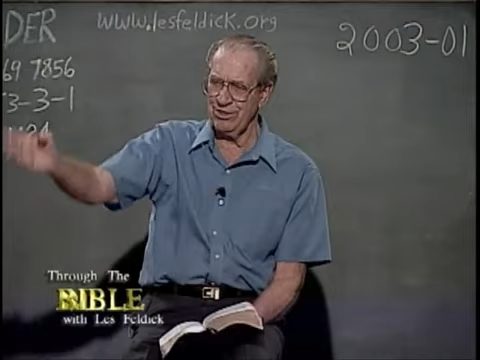 www.lesfeldick.org
2003-01
DER
69 7856
3-3-1
Through The
BIBLE
with Les Feldick